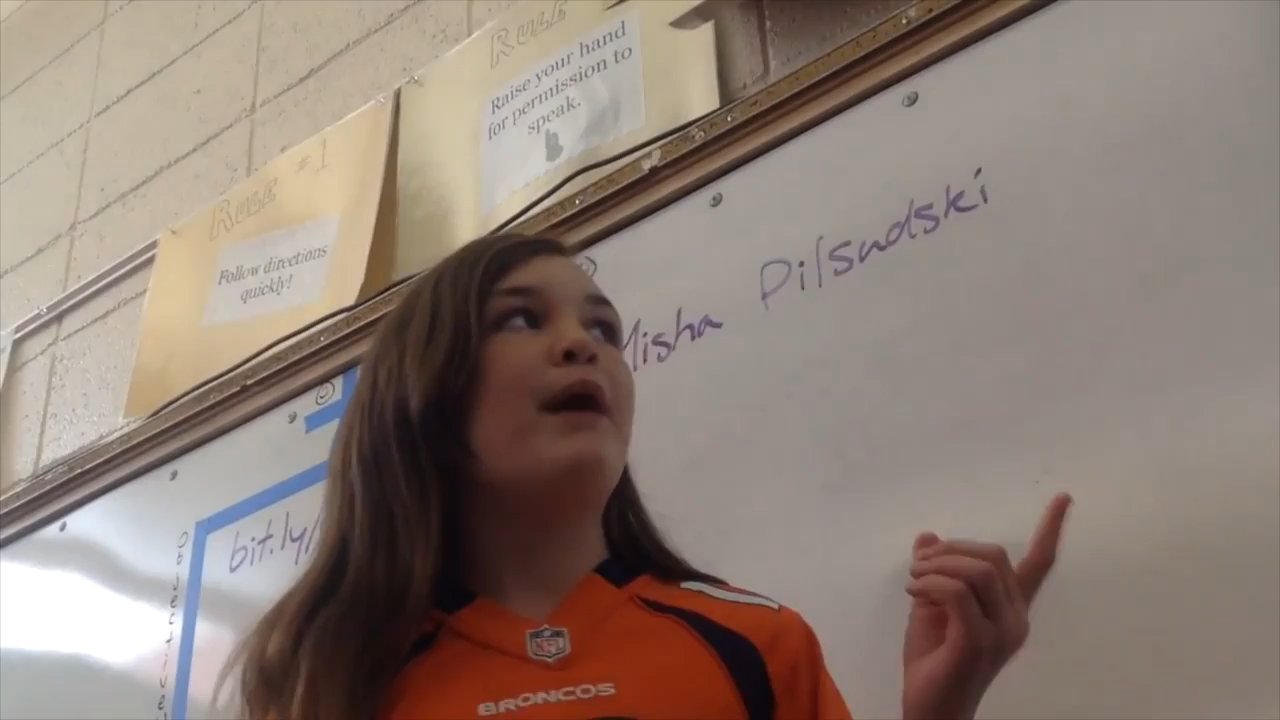 RULE
Raise your hand
for permission to
speak.
RULE #1
Follow directions
quickly!
Misha Pilsudski
bit.ly/
NFL
BRONCOS